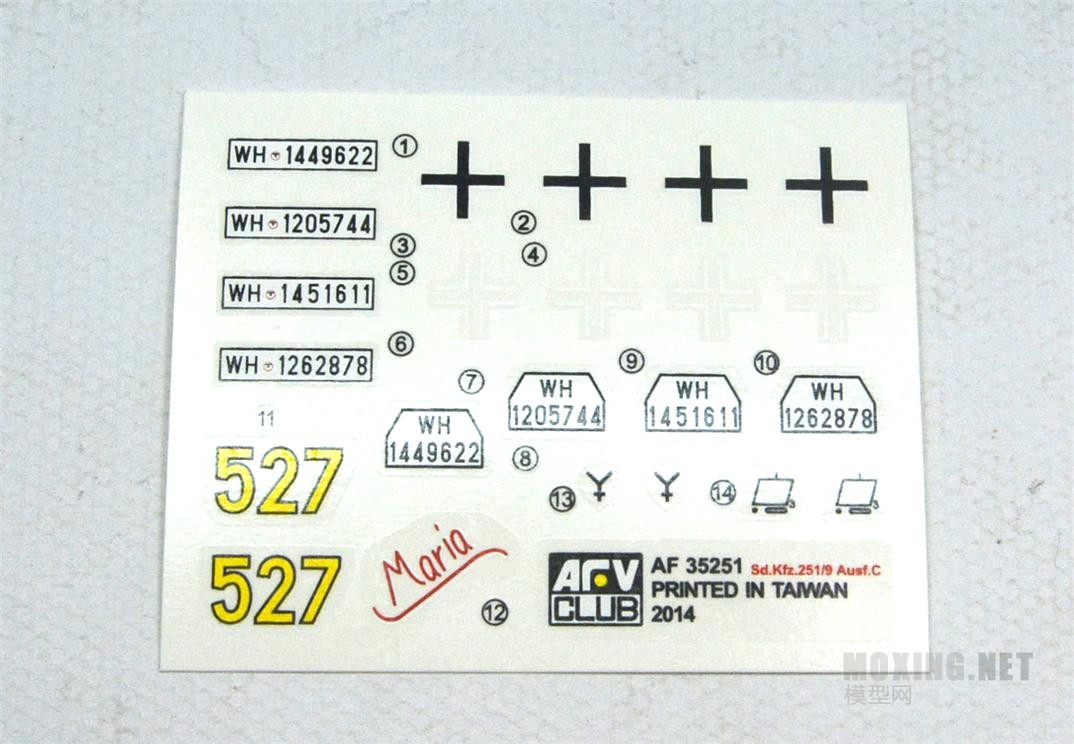 WH 1449622 ①
WH 1205744
②
③
④
WH 1451611
⑤
WH 1262878
⑥
⑦
WH
1205744
⑨
WH
1451611
⑩
WH
1262878
11
WH
1449622
⑧
527
⑬
⑭
3
3
527
Maria
⑫
AFV
CLUB
AF 35251 Sd.Kfz.251/9 Ausf.C
PRINTED IN TAIWAN
2014
MOXING.NET
模型网